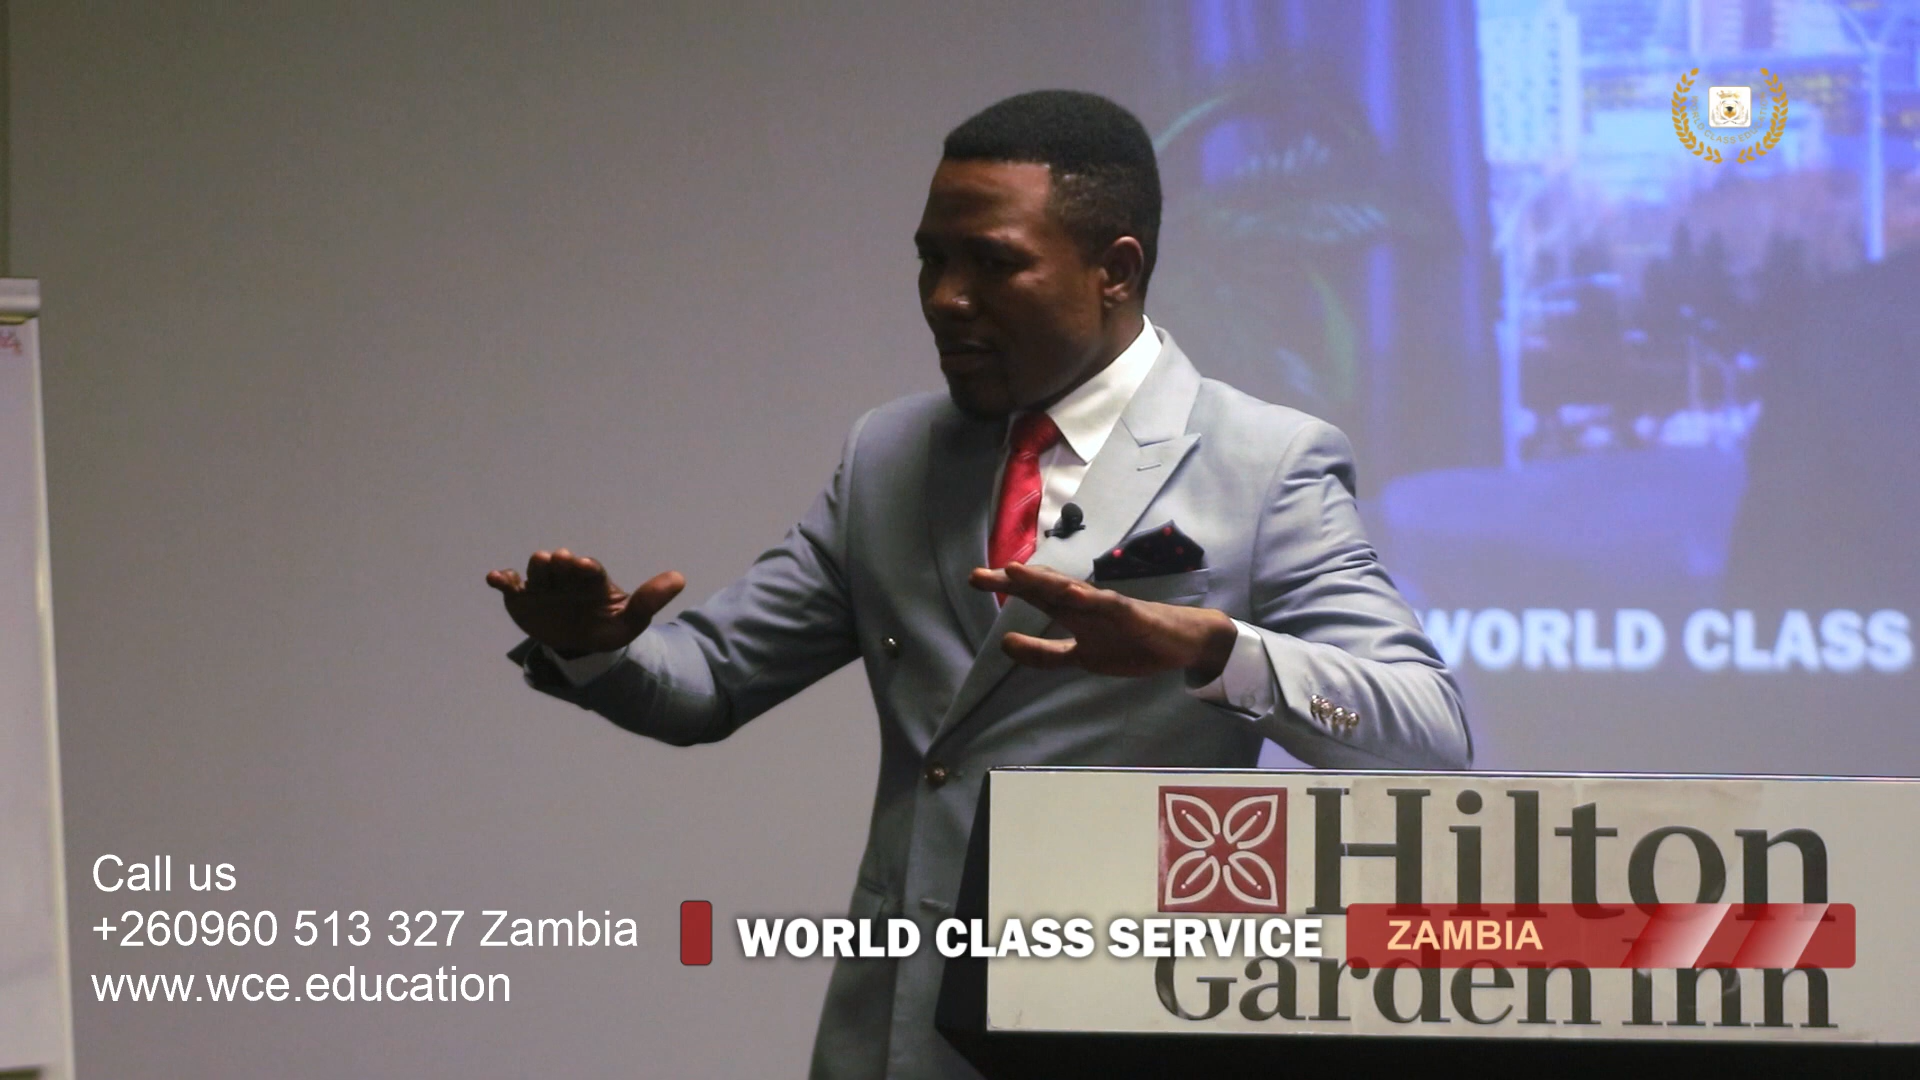 WORLD CLASS
Hilton
Garden Inn
Call us
+260960 513 327 Zambia
www.wce.education
WORLD CLASS SERVICE
ZAMBIA